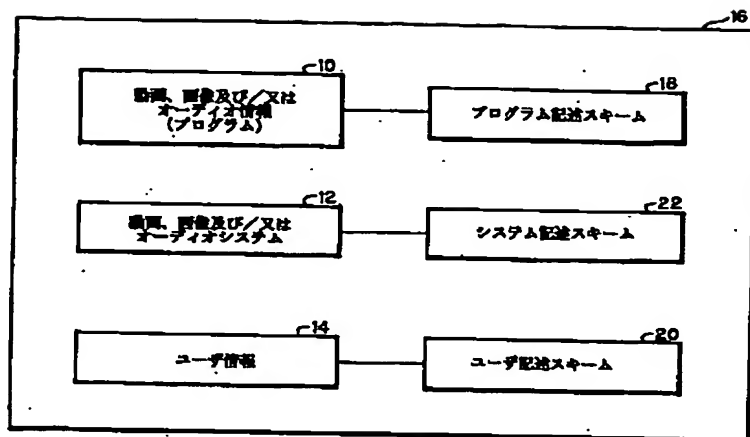 16
10
動画、画像及び/又は
オーディオ情報
(プログラム)
18
プログラム記述スキーム
12
動画、画像及び/又は
オーディオシステム
22
システム記述スキーム
14
ユーザ情報
20
ユーザ記述スキーム